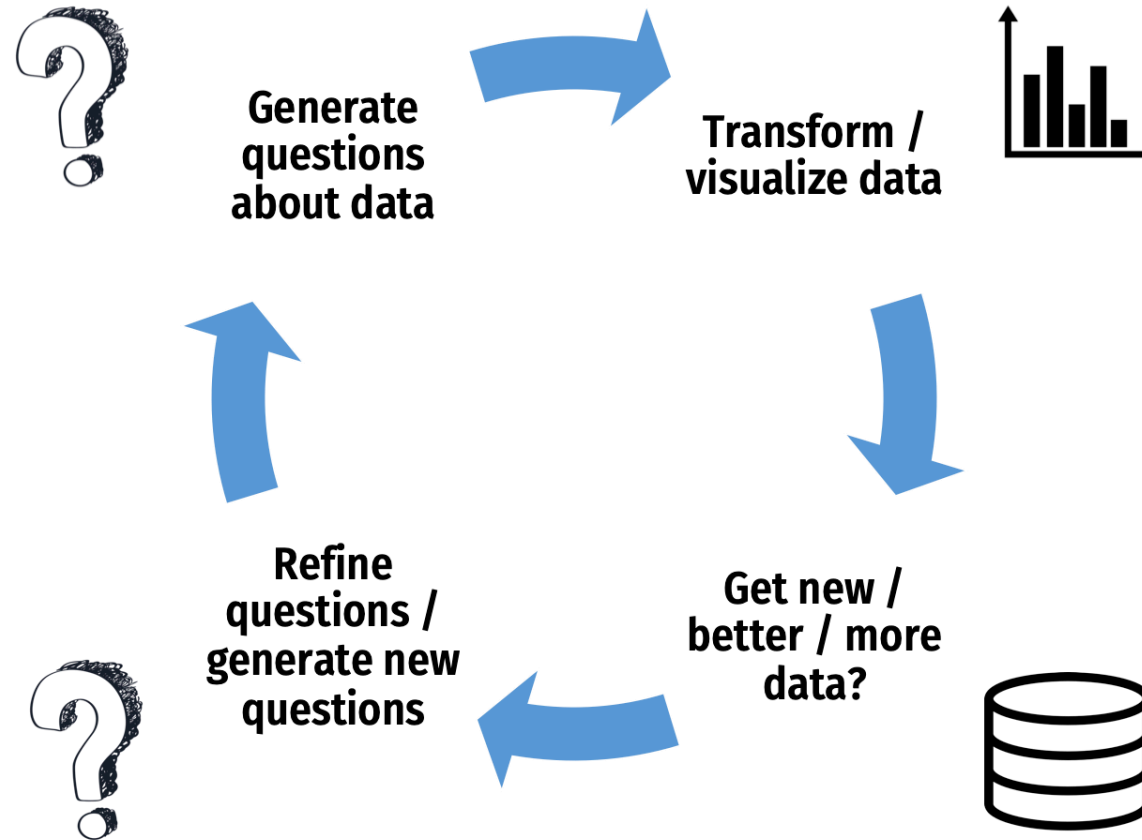 Generate
questions
about data
Transform /
visualize data
Get new /
better / more
data?
Refine
questions /
generate new
questions